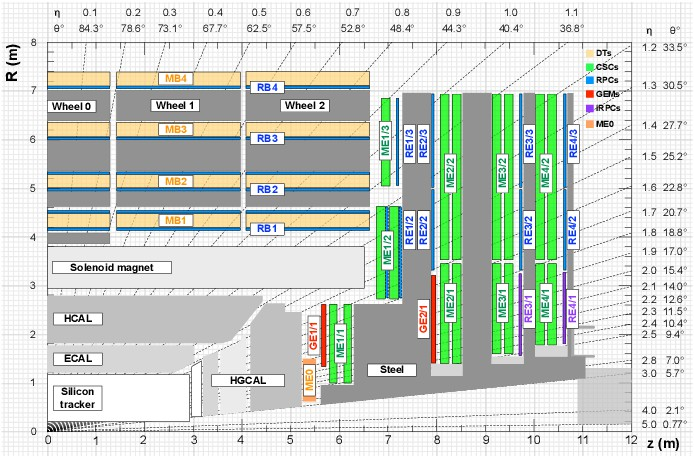 η 0.1 0.2 0.3 0.4 0.5 0.6 0.7 0.8 0.9 1.0 1.1 η θ°
θ° 84.3° 78.6° 73.1° 67.7° 62.5° 57.5° 52.8° 48.4° 44.3° 40.4° 36.8° 1.2 33.5°
R (m)
8
7
6
5
4
3
2
1
0
MB4
RB4
Wheel 0
Wheel 1
Wheel 2
MB3
RB3
MB2
RB2
MB1
RB1
Solenoid magnet
HCAL
ECAL
Silicon
tracker
HGCAL
Steel
ME0
GE1/1
ME1/1
ME1/2
ME1/3
RE1/3
RE2/3
RE1/2
RE2/2
GE2/1
ME2/2
ME2/1
ME3/2
ME3/1
RE3/3
RE3/2
RE3/1
ME4/2
ME4/1
RE4/3
RE4/2
RE4/1
DTs
CSCs
RPCs
GEMs
iRPCs
ME0
1.3 30.5°
1.4 27.7°
1.5 25.2°
1.6 22.8°
1.7 20.7°
1.8 18.8°
1.9 17.0°
2.0 15.4°
2.1 14.0°
2.2 12.6°
2.3 11.5°
2.4 10.4°
2.5 9.4°
2.8 7.0°
3.0 5.7°
4.0 2.1°
5.0 0.77°
0 1 2 3 4 5 6 7 8 9 10 11 12
z (m)